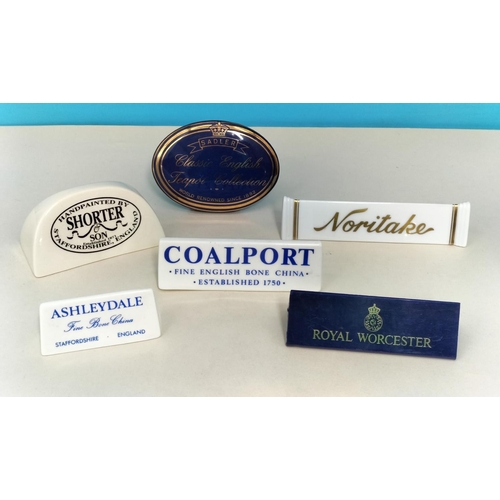 SADLER
Classic English
Teapot Collection
HANDPAINTED BY
SHORTER
&
SON
STAFFORDSHIRE, ENGLAND
Noritake
COALPORT
· FINE ENGLISH BONE CHINA ·
· ESTABLISHED 1750 ·
ASHLEYDALE
Fine Bone China
STAFFORDSHIRE · ENGLAND
ROYAL WORCESTER